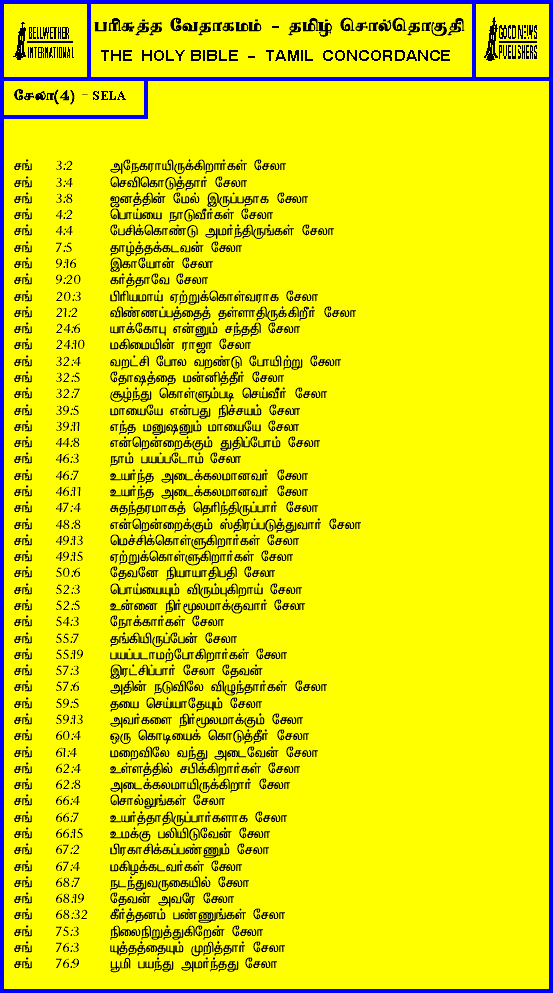 BELLWETHER
INTERNATIONAL
பரிசுத்த வேதாகமம் - தமிழ் சொல்தொகுதி
THE HOLY BIBLE - TAMIL CONCORDANCE
GOOD NEWS
PUBLISHERS
சேலா(4) - SELA
சங் 3:2 அநேகராயிருக்கிறார்கள் சேலா
சங் 3:4 செவிகொடுத்தார் சேலா
சங் 3:8 ஜனத்தின் மேல் இருப்பதாக சேலா
சங் 4:2 பொய்யை நாடுவீர்கள் சேலா
சங் 4:4 பேசிக்கொண்டு அமர்ந்திருங்கள் சேலா
சங் 7:5 தாழ்த்தக்கடவன் சேலா
சங் 9:16 இகாயோன் சேலா
சங் 9:20 கர்த்தாவே சேலா
சங் 20:3 பிரியமாய் ஏற்றுக்கொள்வராக சேலா
சங் 21:2 விண்ணப்பத்தைத் தள்ளாதிருக்கிறீர் சேலா
சங் 24:6 யாக்கோபு என்னும் சந்ததி சேலா
சங் 24:10 மகிமையின் ராஜா சேலா
சங் 32:4 வறட்சி போல வறண்டு போயிற்று சேலா
சங் 32:5 தோஷத்தை மன்னித்தீர் சேலா
சங் 32:7 சூழ்ந்து கொள்ளும்படி செய்வீர் சேலா
சங் 39:5 மாயையே என்பது நிச்சயம் சேலா
சங் 39:11 எந்த மனுஷனும் மாயையே சேலா
சங் 44:8 என்றென்றைக்கும் துதிப்போம் சேலா
சங் 46:3 நாம் பயப்படோம் சேலா
சங் 46:7 உயர்ந்த அடைக்கலமானவர் சேலா
சங் 46:11 உயர்ந்த அடைக்கலமானவர் சேலா
சங் 47:4 சுதந்தரமாகத் தெரிந்திருப்பார் சேலா
சங் 48:8 என்றென்றைக்கும் ஸ்திரப்படுத்துவார் சேலா
சங் 49:13 மெச்சிக்கொள்ளுகிறார்கள் சேலா
சங் 49:15 ஏற்றுக்கொள்ளுகிறார்கள் சேலா
சங் 50:6 தேவனே நியாயாதிபதி சேலா
சங் 52:3 பொய்யையும் விரும்புகிறாய் சேலா
சங் 52:5 உன்னை நிர்மூலமாக்குவார் சேலா
சங் 54:3 நோக்கார்கள் சேலா
சங் 55:7 தங்கியிருப்பேன் சேலா
சங் 55:19 பயப்படாமற்போகிறார்கள் சேலா
சங் 57:3 இரட்சிப்பார் சேலா தேவன்
சங் 57:6 அதின் நடுவிலே விழுந்தார்கள் சேலா
சங் 59:5 தயை செய்யாதேயும் சேலா
சங் 59:13 அவர்களை நிர்மூலமாக்கும் சேலா
சங் 60:4 ஒரு கொடியைக் கொடுத்தீர் சேலா
சங் 61:4 மறைவிலே வந்து அடைவேன் சேலா
சங் 62:4 உள்ளத்தில் சபிக்கிறார்கள் சேலா
சங் 62:8 அடைக்கலமாயிருக்கிறார் சேலா
சங் 66:4 சொல்லுங்கள் சேலா
சங் 66:7 உயர்த்தாதிருப்பார்களாக சேலா
சங் 66:15 உமக்கு பலியிடுவேன் சேலா
சங் 67:2 பிரகாசிக்கப்பண்ணும் சேலா
சங் 67:4 மகிழக்கடவர்கள் சேலா
சங் 68:7 நடந்துவருகையில் சேலா
சங் 68:19 தேவன் அவரே சேலா
சங் 68:32 கீர்த்தனம் பண்ணுங்கள் சேலா
சங் 75:3 நிலைநிறுத்துகிறேன் சேலா
சங் 76:3 யுத்தத்தையும் முறித்தார் சேலா
சங் 76:9 பூமி பயந்து அமர்ந்தது சேலா